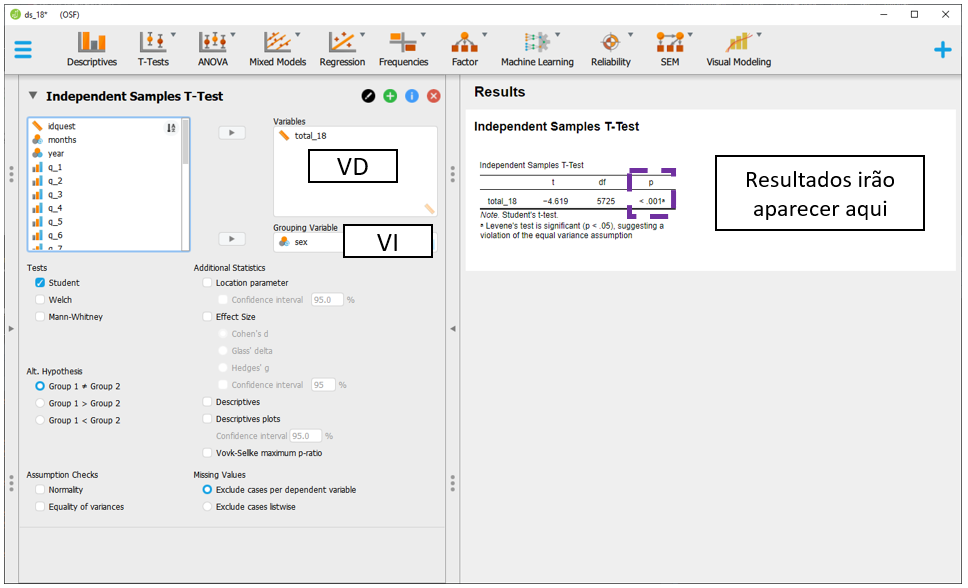 ds_18* (OSF)
Descriptives T-Tests ANOVA Mixed Models Regression Frequencies Factor Machine Learning Reliability SEM Visual Modeling
Independent Samples T-Test
idquest
months
year
q_1
q_2
q_3
q_4
q_5
q_6
q_7
Variables
total_18
VD
Grouping Variable
sex
VI
Tests
Student
Welch
Mann-Whitney
Alt. Hypothesis
Group 1 ≠ Group 2
Group 1 > Group 2
Group 1 < Group 2
Assumption Checks
Normality
Equality of variances
Additional Statistics
Location parameter
Confidence interval 95.0 %
Effect Size
Cohen's d
Glass' delta
Hedges' g
Confidence interval 95 %
Descriptives
Descriptives plots
Confidence interval 95.0 %
Vovk-Sellke maximum p-ratio
Missing Values
Exclude cases per dependent variable
Exclude cases listwise
Results
Independent Samples T-Test
Independent Samples T-Test
t df p
total_18 −4.619 5725 < .001ᵃ
Note. Student's t-test.
ᵃ Levene's test is significant (p < .05), suggesting a
violation of the equal variance assumption
Resultados irão
aparecer aqui